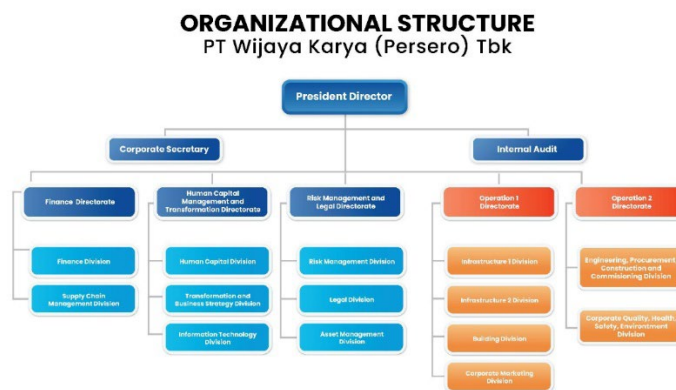 ORGANIZATIONAL STRUCTURE
PT Wijaya Karya (Persero) Tbk
President Director
Corporate Secretary
Internal Audit
Finance Directorate
Human Capital
Management and
Transformation Directorate
Risk Management and
Legal Directorate
Operation 1
Directorate
Operation 2
Directorate
Finance Division
Supply Chain
Management Division
Human Capital Division
Transformation and
Business Strategy Division
Information Technology
Division
Risk Management Division
Legal Division
Asset Management
Division
Infrastructure 1 Division
Infrastructure 2 Division
Building Division
Corporate Marketing
Division
Engineering, Procurement,
Construction and
Commisioning Division
Corporate Quality, Health,
Safety, Environment
Division